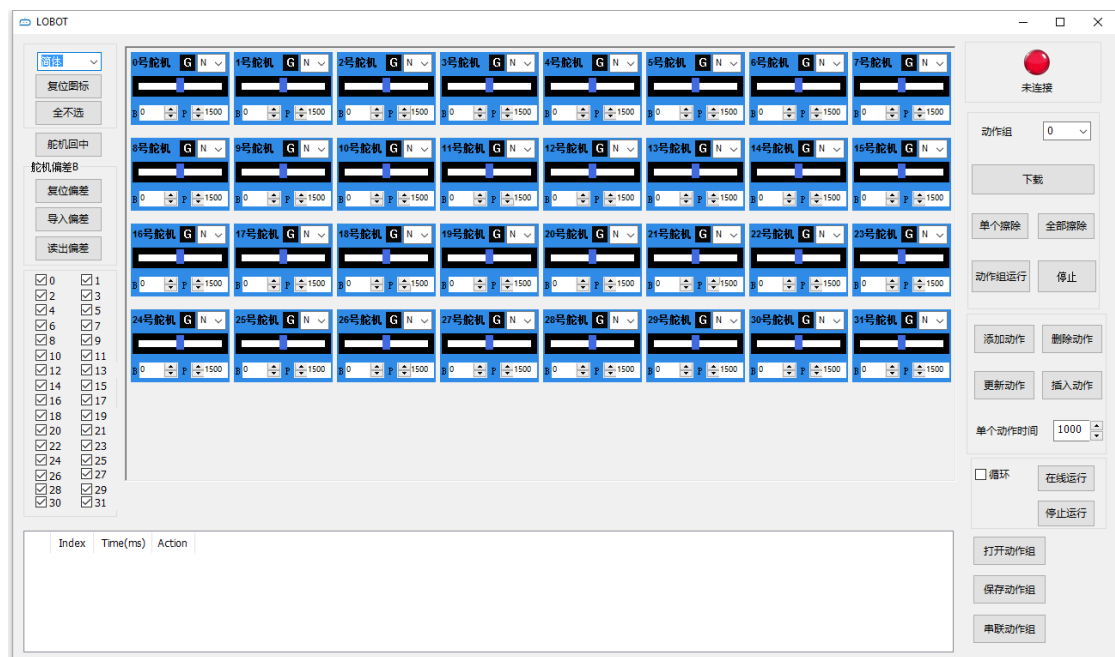 LOBOT
简体
复位图标
全不选
舵机回中
舵机偏差B
复位偏差
导入偏差
读出偏差
0 1
2 3
4 5
6 7
8 9
10 11
12 13
14 15
16 17
18 19
20 21
22 23
24 25
26 27
28 29
30 31
0号舵机 G N 1号舵机 G N 2号舵机 G N 3号舵机 G N 4号舵机 G N 5号舵机 G N 6号舵机 G N 7号舵机 G N
B 0 P 1500 B 0 P 1500 B 0 P 1500 B 0 P 1500 B 0 P 1500 B 0 P 1500 B 0 P 1500 B 0 P 1500
8号舵机 G N 9号舵机 G N 10号舵机 G N 11号舵机 G N 12号舵机 G N 13号舵机 G N 14号舵机 G N 15号舵机 G N
B 0 P 1500 B 0 P 1500 B 0 P 1500 B 0 P 1500 B 0 P 1500 B 0 P 1500 B 0 P 1500 B 0 P 1500
16号舵机 G N 17号舵机 G N 18号舵机 G N 19号舵机 G N 20号舵机 G N 21号舵机 G N 22号舵机 G N 23号舵机 G N
B 0 P 1500 B 0 P 1500 B 0 P 1500 B 0 P 1500 B 0 P 1500 B 0 P 1500 B 0 P 1500 B 0 P 1500
24号舵机 G N 25号舵机 G N 26号舵机 G N 27号舵机 G N 28号舵机 G N 29号舵机 G N 30号舵机 G N 31号舵机 G N
B 0 P 1500 B 0 P 1500 B 0 P 1500 B 0 P 1500 B 0 P 1500 B 0 P 1500 B 0 P 1500 B 0 P 1500
未连接
动作组 0
下载
单个擦除 全部擦除
动作组运行 停止
添加动作 删除动作
更新动作 插入动作
单个动作时间 1000
循环 在线运行
停止运行
打开动作组
保存动作组
串联动作组
Index Time(ms) Action